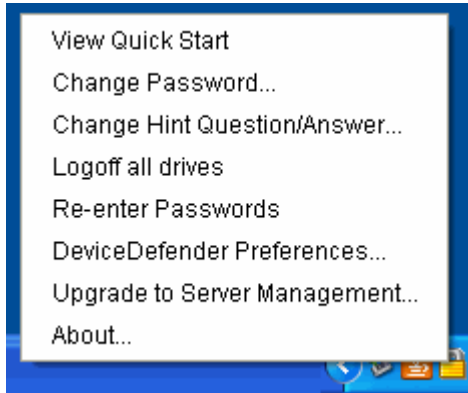 View Quick Start
Change Password...
Change Hint Question/Answer...
Logoff all drives
Re-enter Passwords
DeviceDefender Preferences...
Upgrade to Server Management...
About...